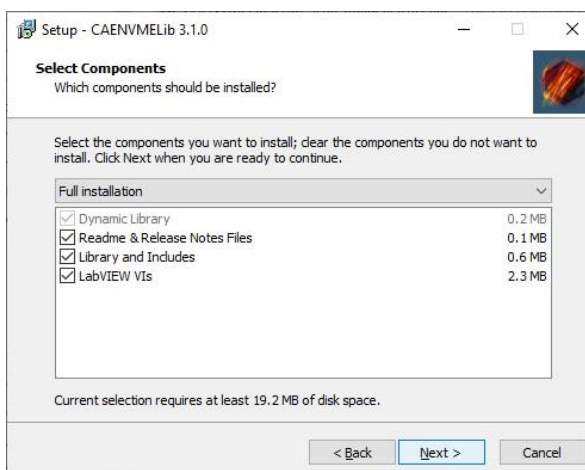 Setup - CAENVMELib 3.1.0
Select Components
Which components should be installed?
Select the components you want to install; clear the components you do not want to
install. Click Next when you are ready to continue.
Full installation
Dynamic Library 0.2 MB
Readme & Release Notes Files 0.1 MB
Library and Includes 0.6 MB
LabVIEW VIs 2.3 MB
Current selection requires at least 19.2 MB of disk space.
< Back Next > Cancel